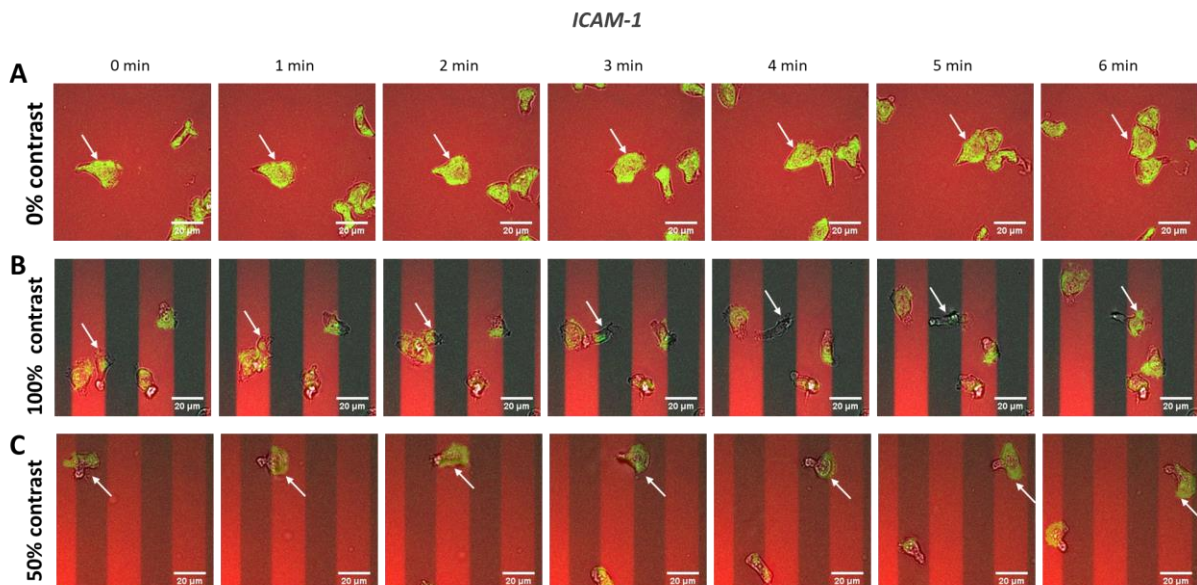 ICAM-1
0 min 1 min 2 min 3 min 4 min 5 min 6 min
A
0% contrast
20 µm 20 µm 20 µm 20 µm 20 µm 20 µm 20 µm
B
100% contrast
20 µm 20 µm 20 µm 20 µm 20 µm 20 µm 20 µm
C
50% contrast
20 µm 20 µm 20 µm 20 µm 20 µm 20 µm 20 µm